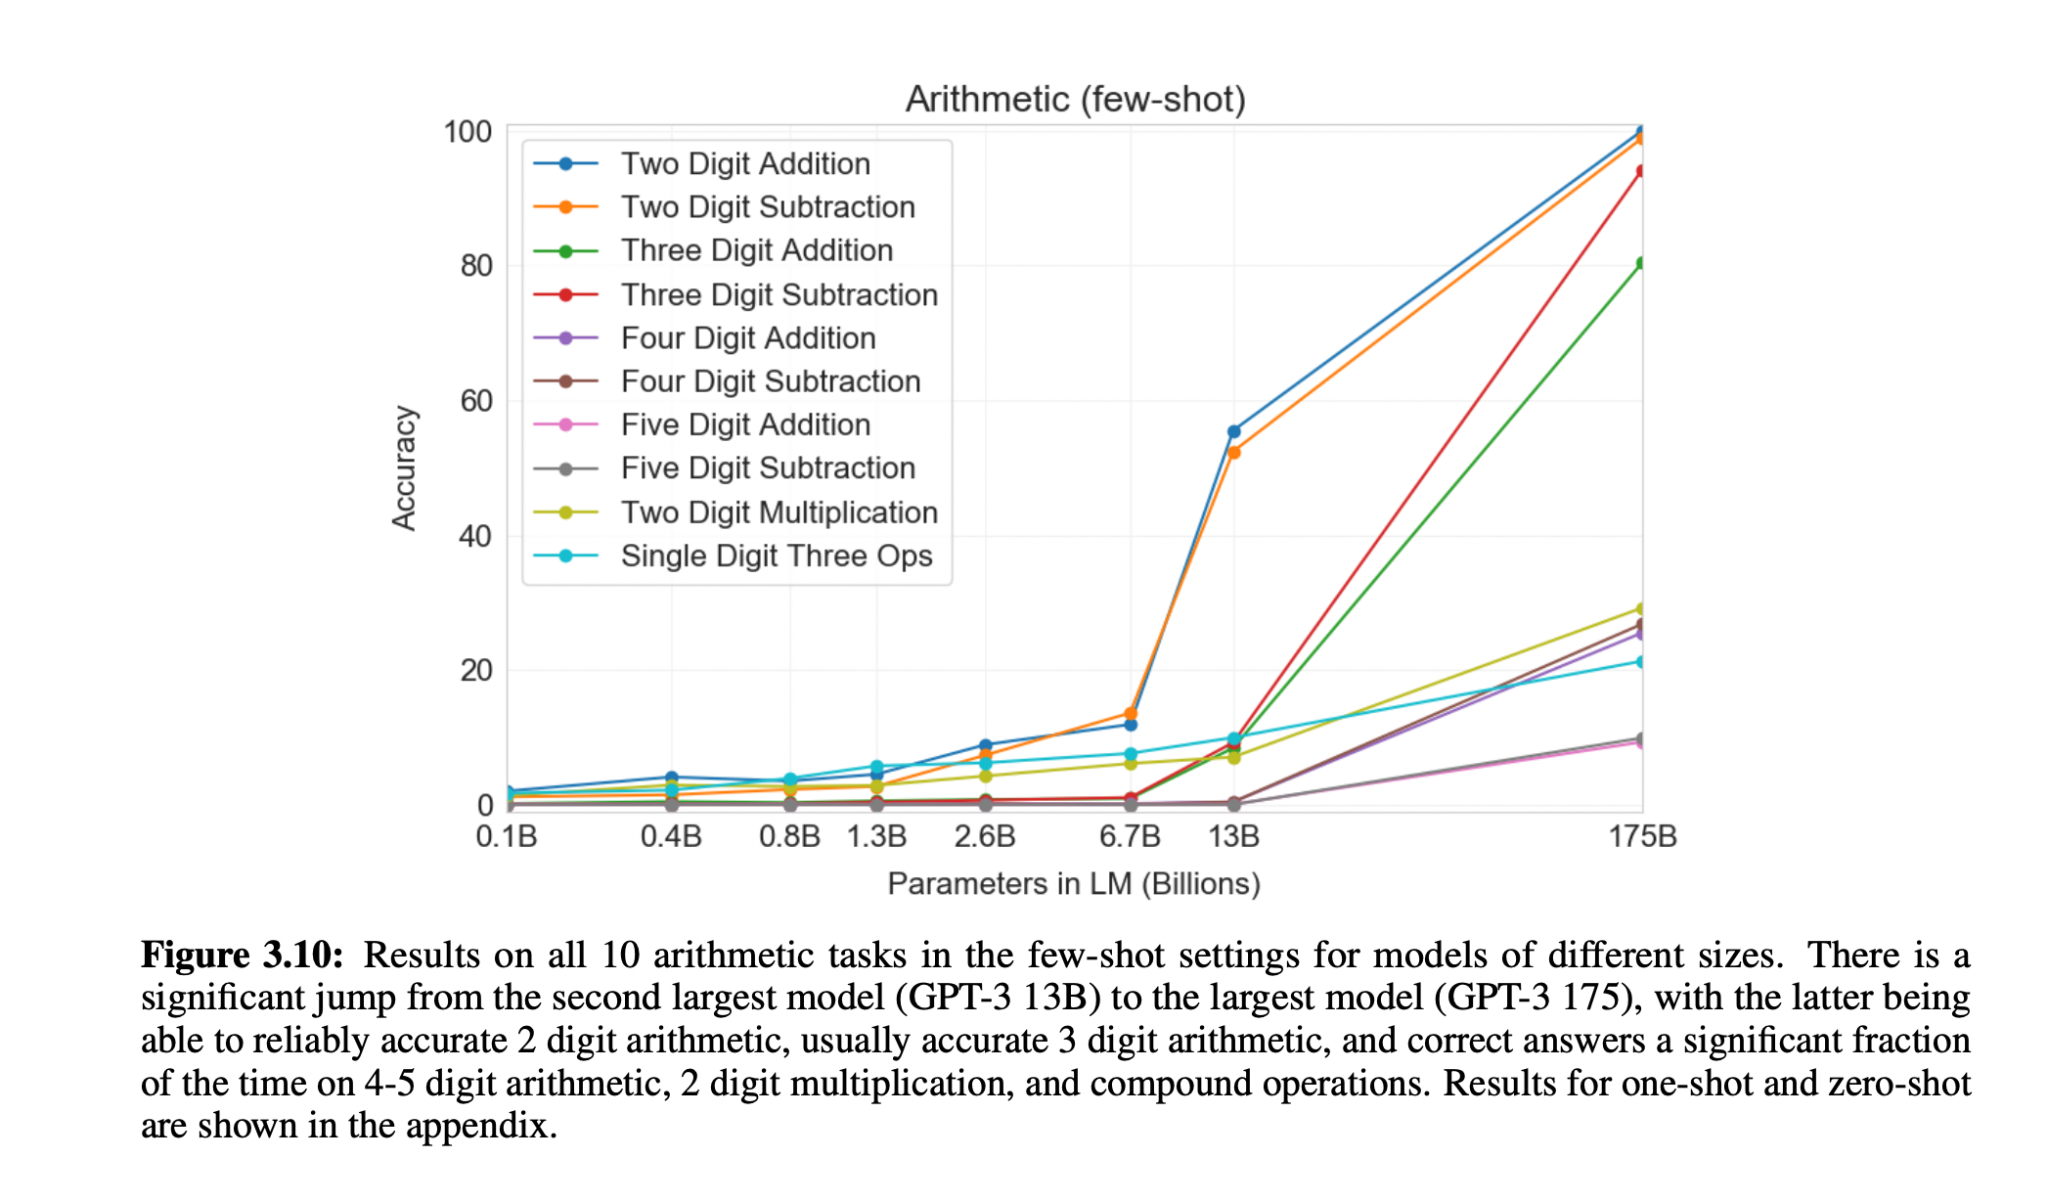 Arithmetic (few-shot)
100
80
60
40
20
0
Accuracy
Two Digit Addition
Two Digit Subtraction
Three Digit Addition
Three Digit Subtraction
Four Digit Addition
Four Digit Subtraction
Five Digit Addition
Five Digit Subtraction
Two Digit Multiplication
Single Digit Three Ops
0.1B 0.4B 0.8B 1.3B 2.6B 6.7B 13B 175B
Parameters in LM (Billions)
Figure 3.10: Results on all 10 arithmetic tasks in the few-shot settings for models of different sizes. There is a
significant jump from the second largest model (GPT-3 13B) to the largest model (GPT-3 175), with the latter being
able to reliably accurate 2 digit arithmetic, usually accurate 3 digit arithmetic, and correct answers a significant fraction
of the time on 4-5 digit arithmetic, 2 digit multiplication, and compound operations. Results for one-shot and zero-shot
are shown in the appendix.